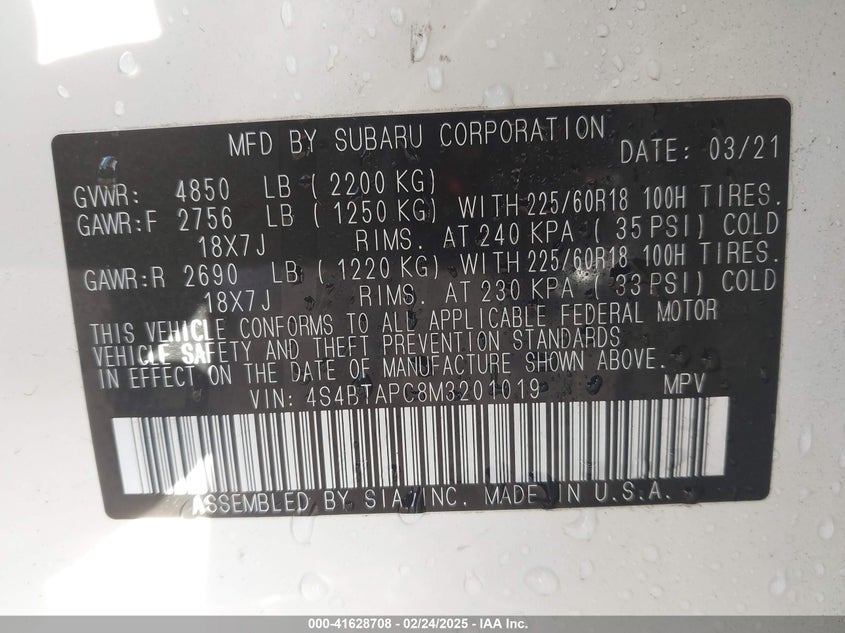 MFD BY SUBARU CORPORATION DATE: 03/21
GVWR: 4850 LB ( 2200 KG)
GAWR:F 2756 LB ( 1250 KG) WITH 225/60R18 100H TIRES.
18X7J RIMS. AT 240 KPA ( 35 PSI) COLD
GAWR:R 2690 LB ( 1220 KG) WITH 225/60R18 100H TIRES.
18X7J RIMS. AT 230 KPA ( 33 PSI) COLD
THIS VEHICLE CONFORMS TO ALL APPLICABLE FEDERAL MOTOR
VEHICLE SAFETY AND THEFT PREVENTION STANDARDS
IN EFFECT ON THE DATE OF MANUFACTURE SHOWN ABOVE.
VIN: 4S4BTAPC8M3201019 MPV
ASSEMBLED BY SIA, INC. MADE IN U.S.A.
000-41628708 - 02/24/2025 - IAA Inc.